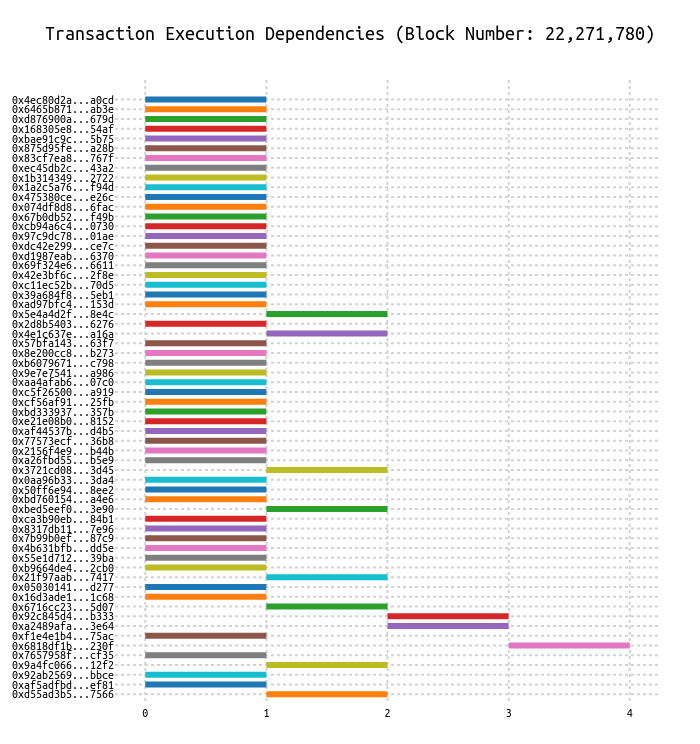 Transaction Execution Dependencies (Block Number: 22,271,780)
0x4ec80d2a...a0cd
0x6465b871...ab3e
0xd876900a...679d
0x168305e8...54af
0xbae91c9c...5b75
0x875d95fe...a28b
0x83cf7ea8...767f
0xec45db2c...43a2
0x1b314349...2722
0x1a2c5a76...f94d
0x475380ce...e26c
0x074df8d8...6fac
0x67b0db52...f49b
0xcb94a6c4...0730
0x97c9dc78...01ae
0xdc42e299...ce7c
0xd1987eab...6370
0x69f324e6...6611
0x42e3bf6c...2f8e
0xc11ec52b...70d5
0x39a684f8...5eb1
0xad97bfc4...153d
0x5e4a4d2f...8e4c
0x2d8b5403...6276
0x4e1c637e...a16a
0x57bfa143...63f7
0x8e200cc8...b273
0xb6079671...c798
0x9e7e7541...a986
0xaa4afab6...07c0
0xc5f26500...a919
0xcf56af91...25fb
0xbd333937...357b
0xe21e08b0...8152
0xaf44537b...d4b5
0x77573ecf...36b8
0x2156f4e9...b44b
0xa26fbd55...b5e9
0x3721cd08...3d45
0x0aa96b33...3da4
0x50ff6e94...8ee2
0xbd760154...a4e6
0xbed5eef0...3e90
0xca3b90eb...84b1
0x8317db11...7e96
0x7b99b0ef...87c9
0x4b631bfb...dd5e
0x55e1d712...39ba
0xb9664de4...2cb0
0x21f97aab...7417
0x05030141...d277
0x16d3ade1...1c68
0x6716cc23...5d07
0x92c845d4...b333
0xa2489afa...3e64
0xf1e4e1b4...75ac
0x6818df1b...230f
0x7657958f...cf35
0x9a4fc066...12f2
0x92ab2569...bbce
0xaf5adfbd...ef81
0xd55ad3b5...7566
0 1 2 3 4